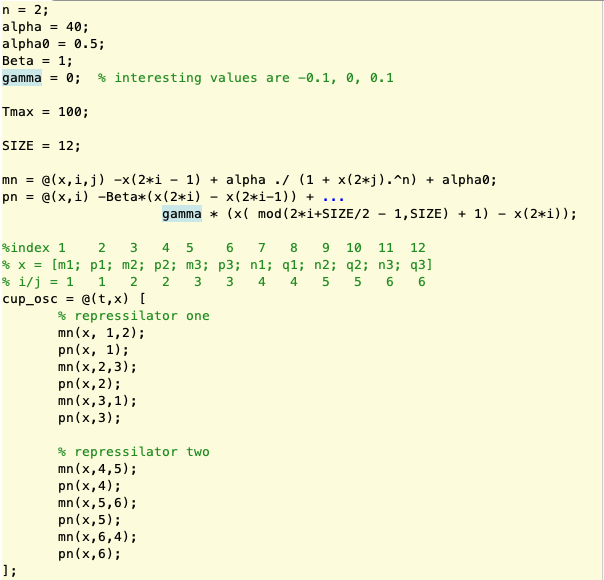 n = 2;
alpha = 40;
alpha0 = 0.5;
Beta = 1;
gamma = 0;  % interesting values are -0.1, 0, 0.1
Tmax = 100;
SIZE = 12;
mn = @(x,i,j) -x(2*i - 1) + alpha ./ (1 + x(2*j).^n) + alpha0;
pn = @(x,i) -Beta*(x(2*i) - x(2*i-1)) + ...
gamma * (x( mod(2*i+SIZE/2 - 1,SIZE) + 1) - x(2*i));
%index 1    2   3   4  5    6   7   8   9  10  11  12
% x = [m1; p1; m2; p2; m3; p3; n1; q1; n2; q2; n3; q3]
% i/j = 1   1   2   2    3   3   4   4   5   5   6   6
cup_osc = @(t,x) [
% repressilator one
mn(x, 1,2);
pn(x, 1);
mn(x,2,3);
pn(x,2);
mn(x,3,1);
pn(x,3);
% repressilator two
mn(x,4,5);
pn(x,4);
mn(x,5,6);
pn(x,5);
mn(x,6,4);
pn(x,6);
];